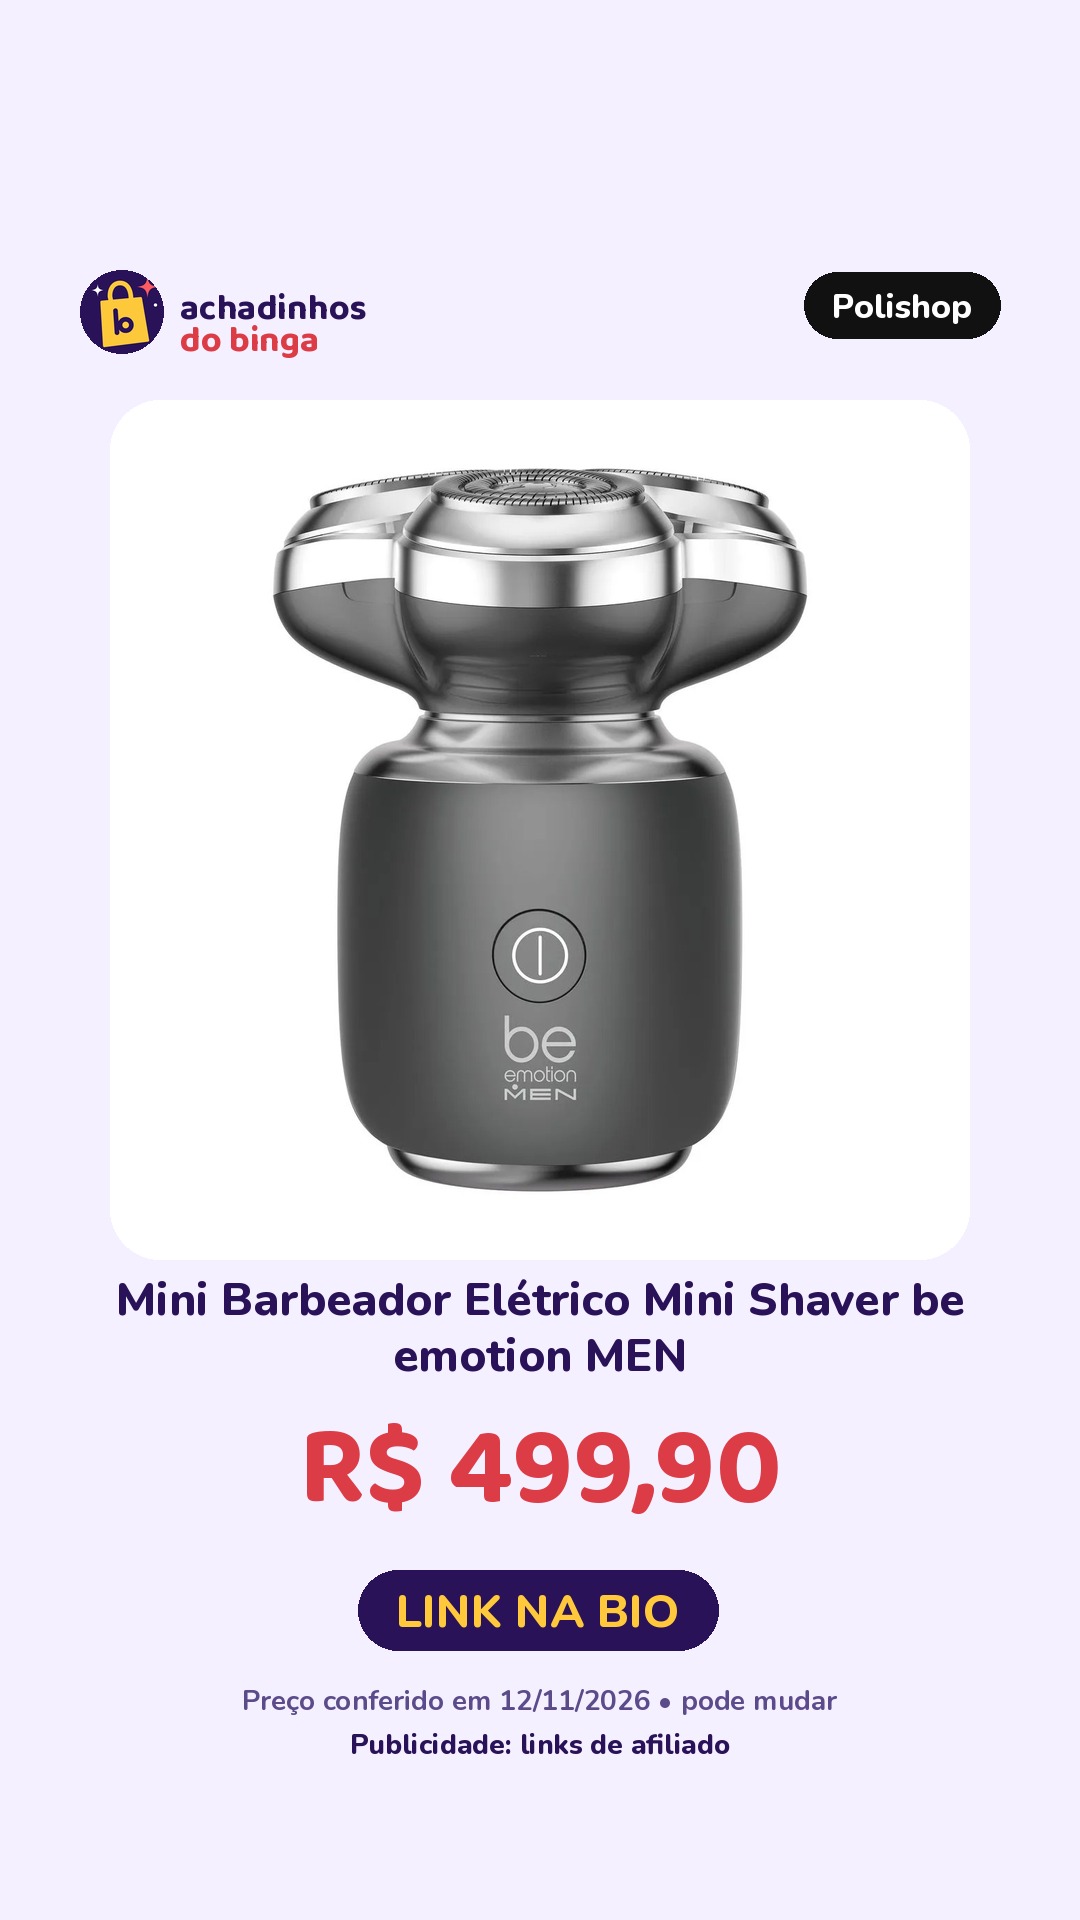 b
achadinhos
do binga
Polishop
be
emotion
MEN
Mini Barbeador Elétrico Mini Shaver be
emotion MEN
R$ 499,90
LINK NA BIO
Preço conferido em 12/11/2026 • pode mudar
Publicidade: links de afiliado